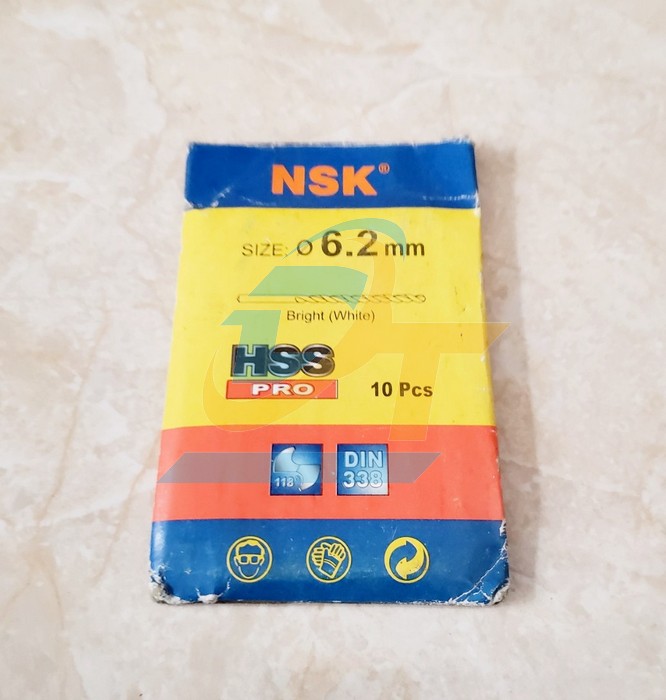 NSK®
SIZE: Ø 6.2 mm
Bright (White)
HSS
PRO
10 Pcs
118
DIN
338